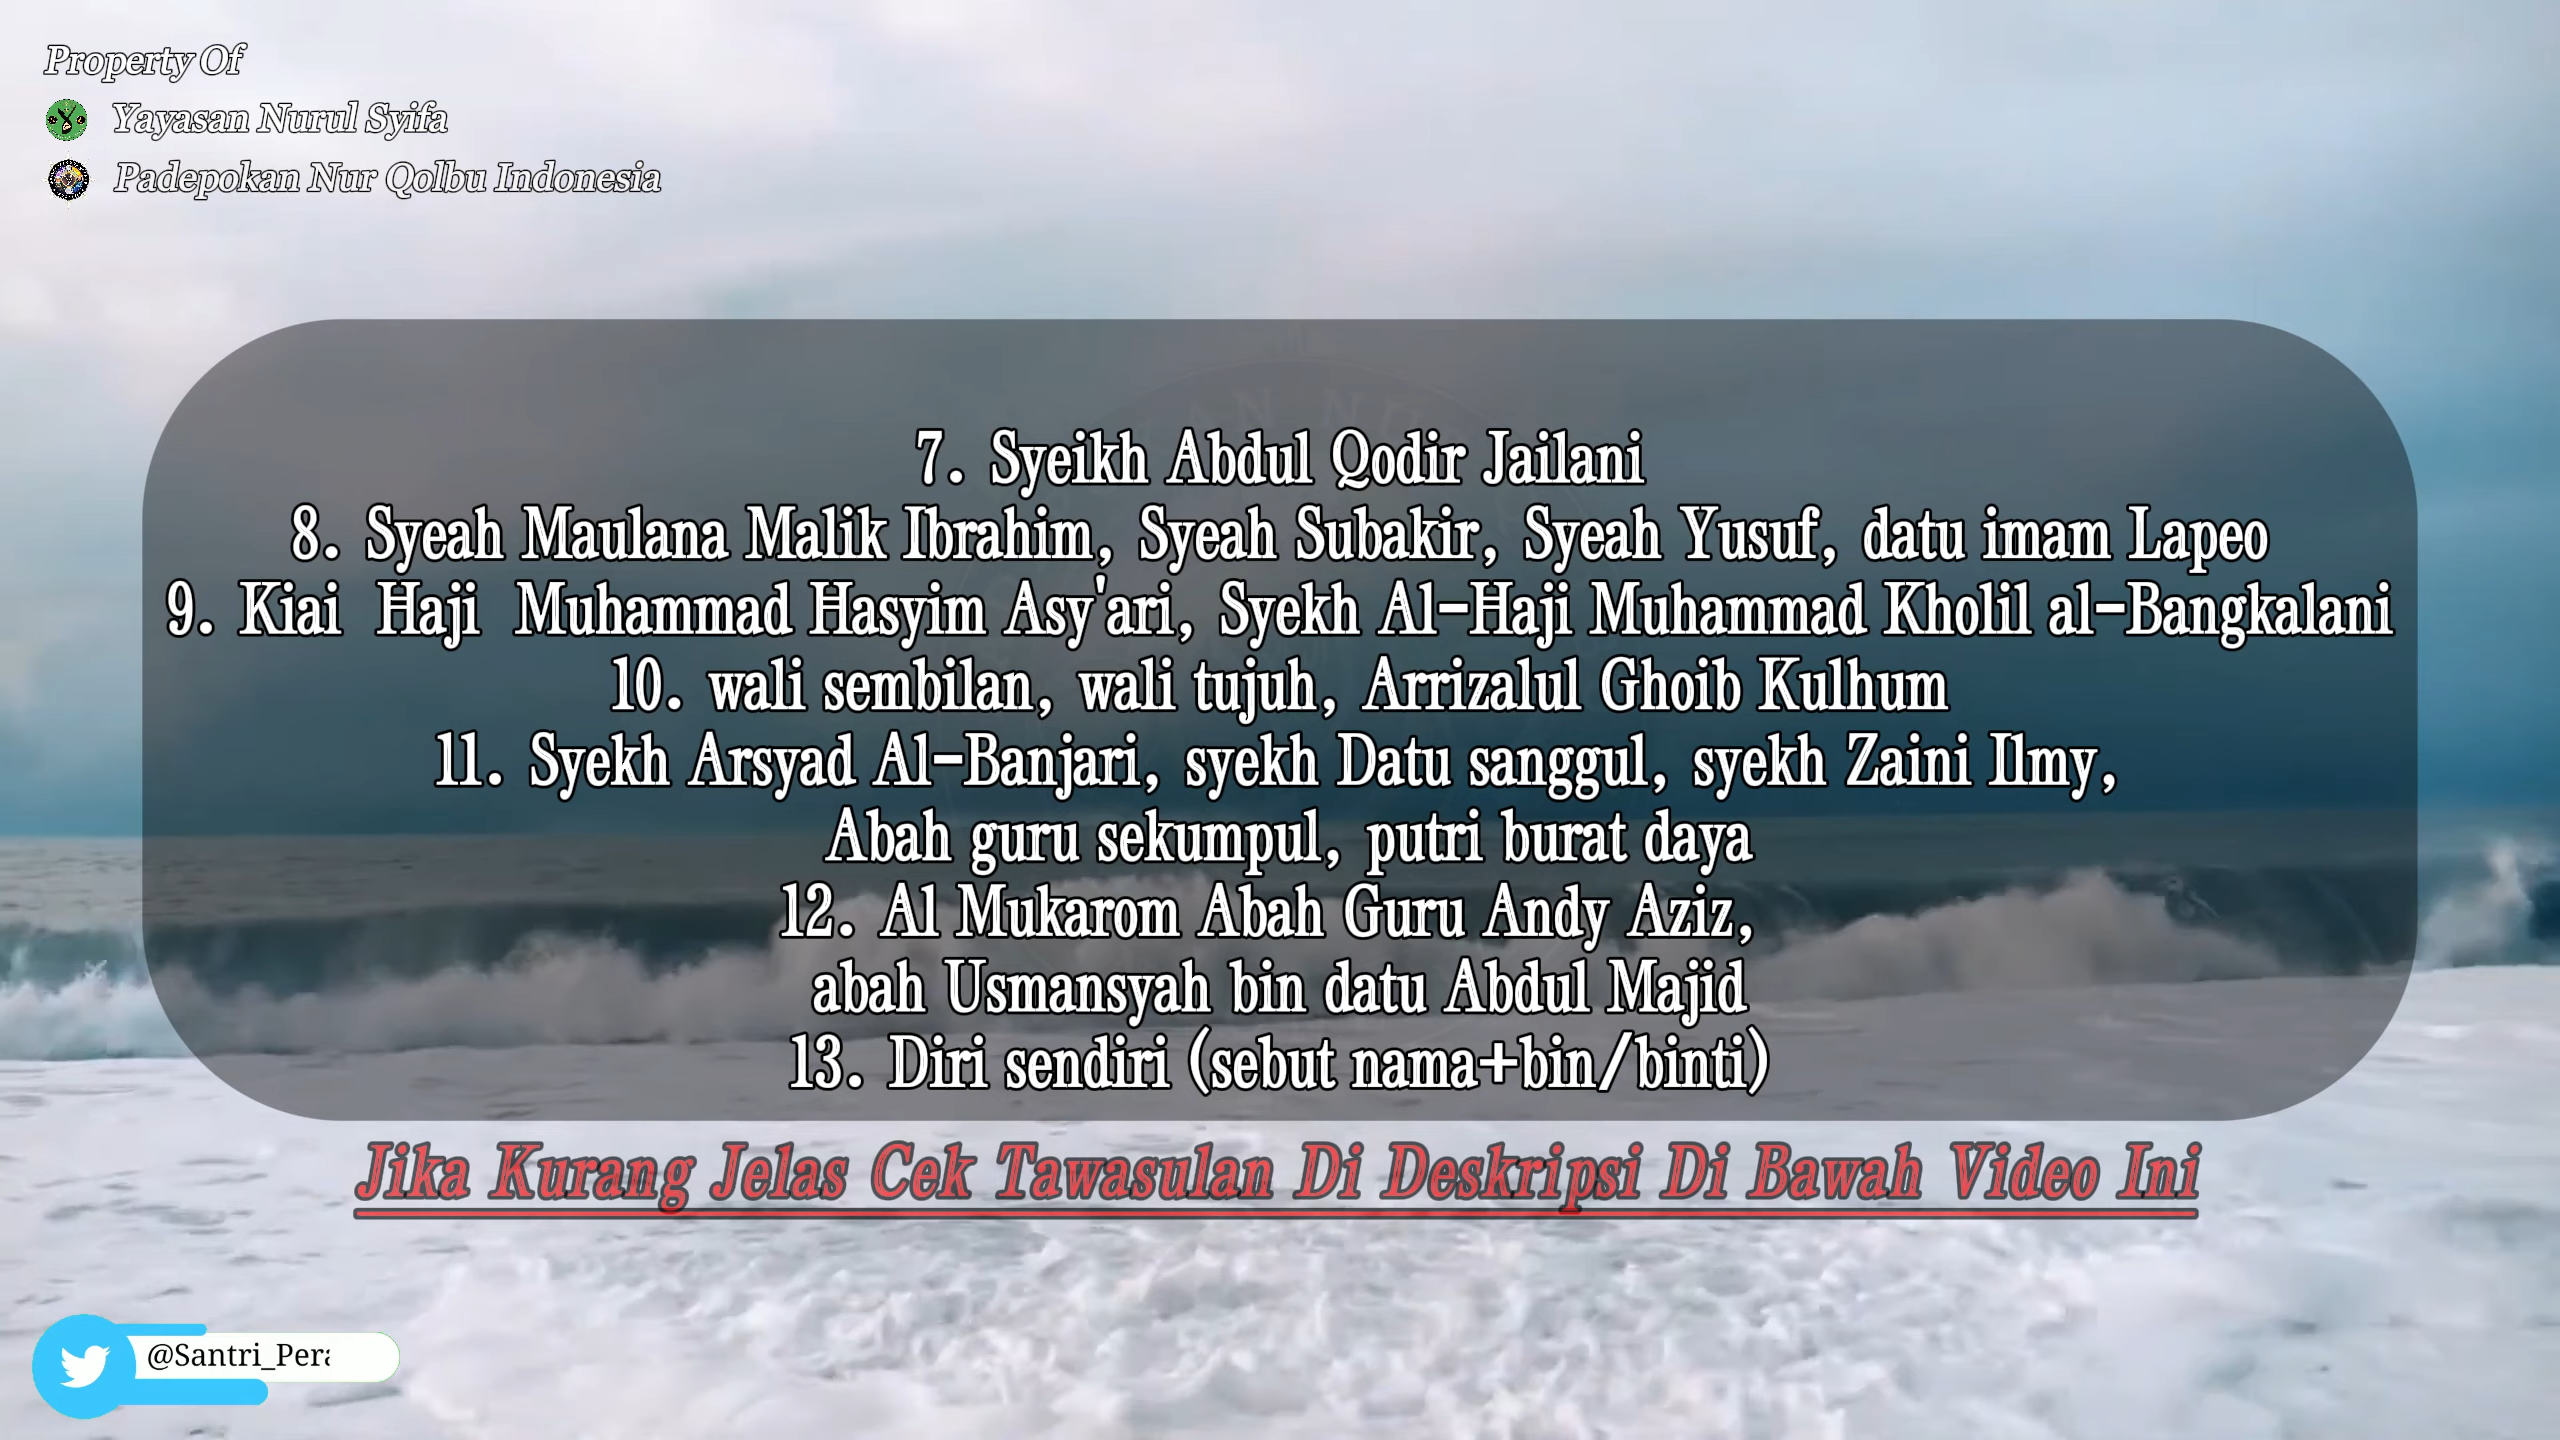 Property Of
Yayasan Nurul Syifa
Padepokan Nur Qolbu Indonesia
7. Syeikh Abdul Qodir Jailani
8. Syeah Maulana Malik Ibrahim, Syeah Subakir, Syeah Yusuf, datu imam Lapeo
9. Kiai Haji Muhammad Hasyim Asy'ari, Syekh Al-Haji Muhammad Kholil al-Bangkalani
10. wali sembilan, wali tujuh, Arrizalul Ghoib Kulhum
11. Syekh Arsyad Al-Banjari, syekh Datu sanggul, syekh Zaini Ilmy,
Abah guru sekumpul, putri burat daya
12. Al Mukarom Abah Guru Andy Aziz,
abah Usmansyah bin datu Abdul Majid
13. Diri sendiri (sebut nama+bin/binti)
Jika Kurang Jelas Cek Tawasulan Di Deskripsi Di Bawah Video Ini